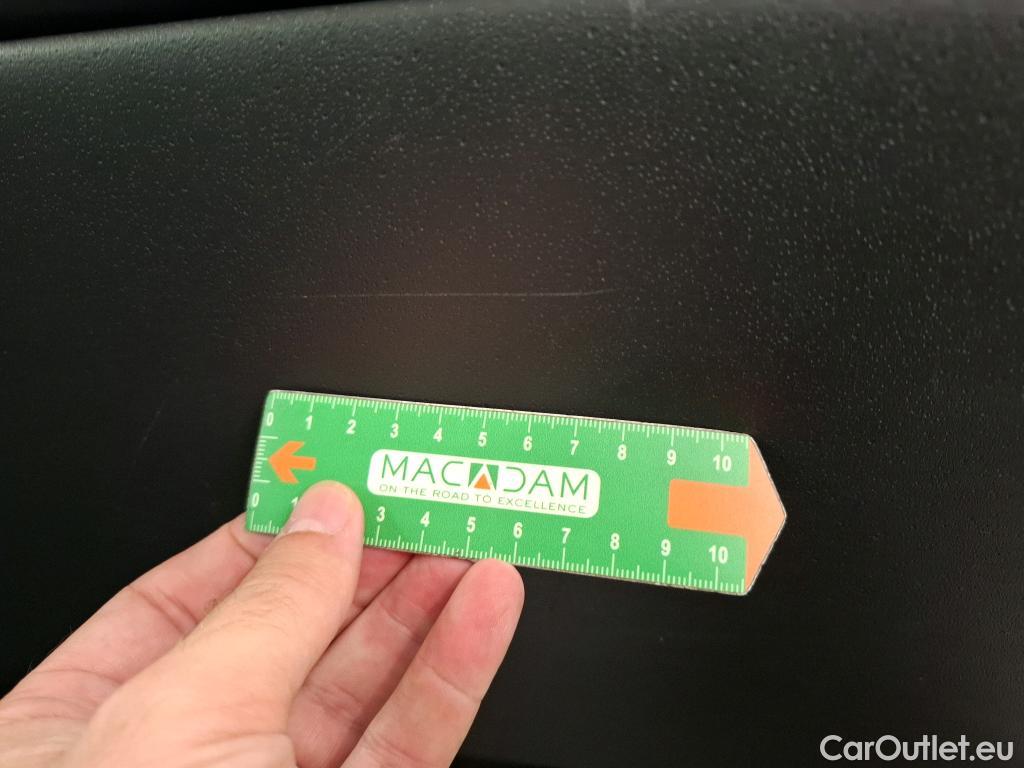 0 1 2 3 4 5 6 7 8 9 10
MACADAM
ON THE ROAD TO EXCELLENCE
0 1 3 4 5 6 7 8 9 10
CarOutlet.eu